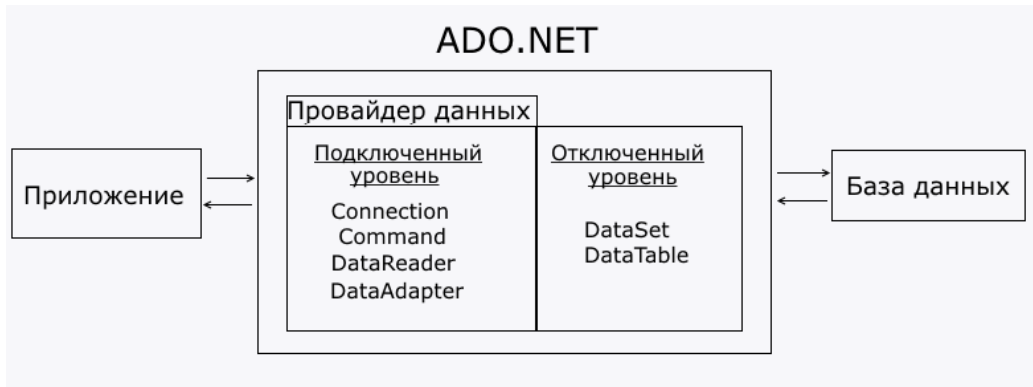 ADO.NET
Провайдер данных
Подключенный
уровень
Connection
Command
DataReader
DataAdapter
Отключенный
уровень
DataSet
DataTable
Приложение
База данных